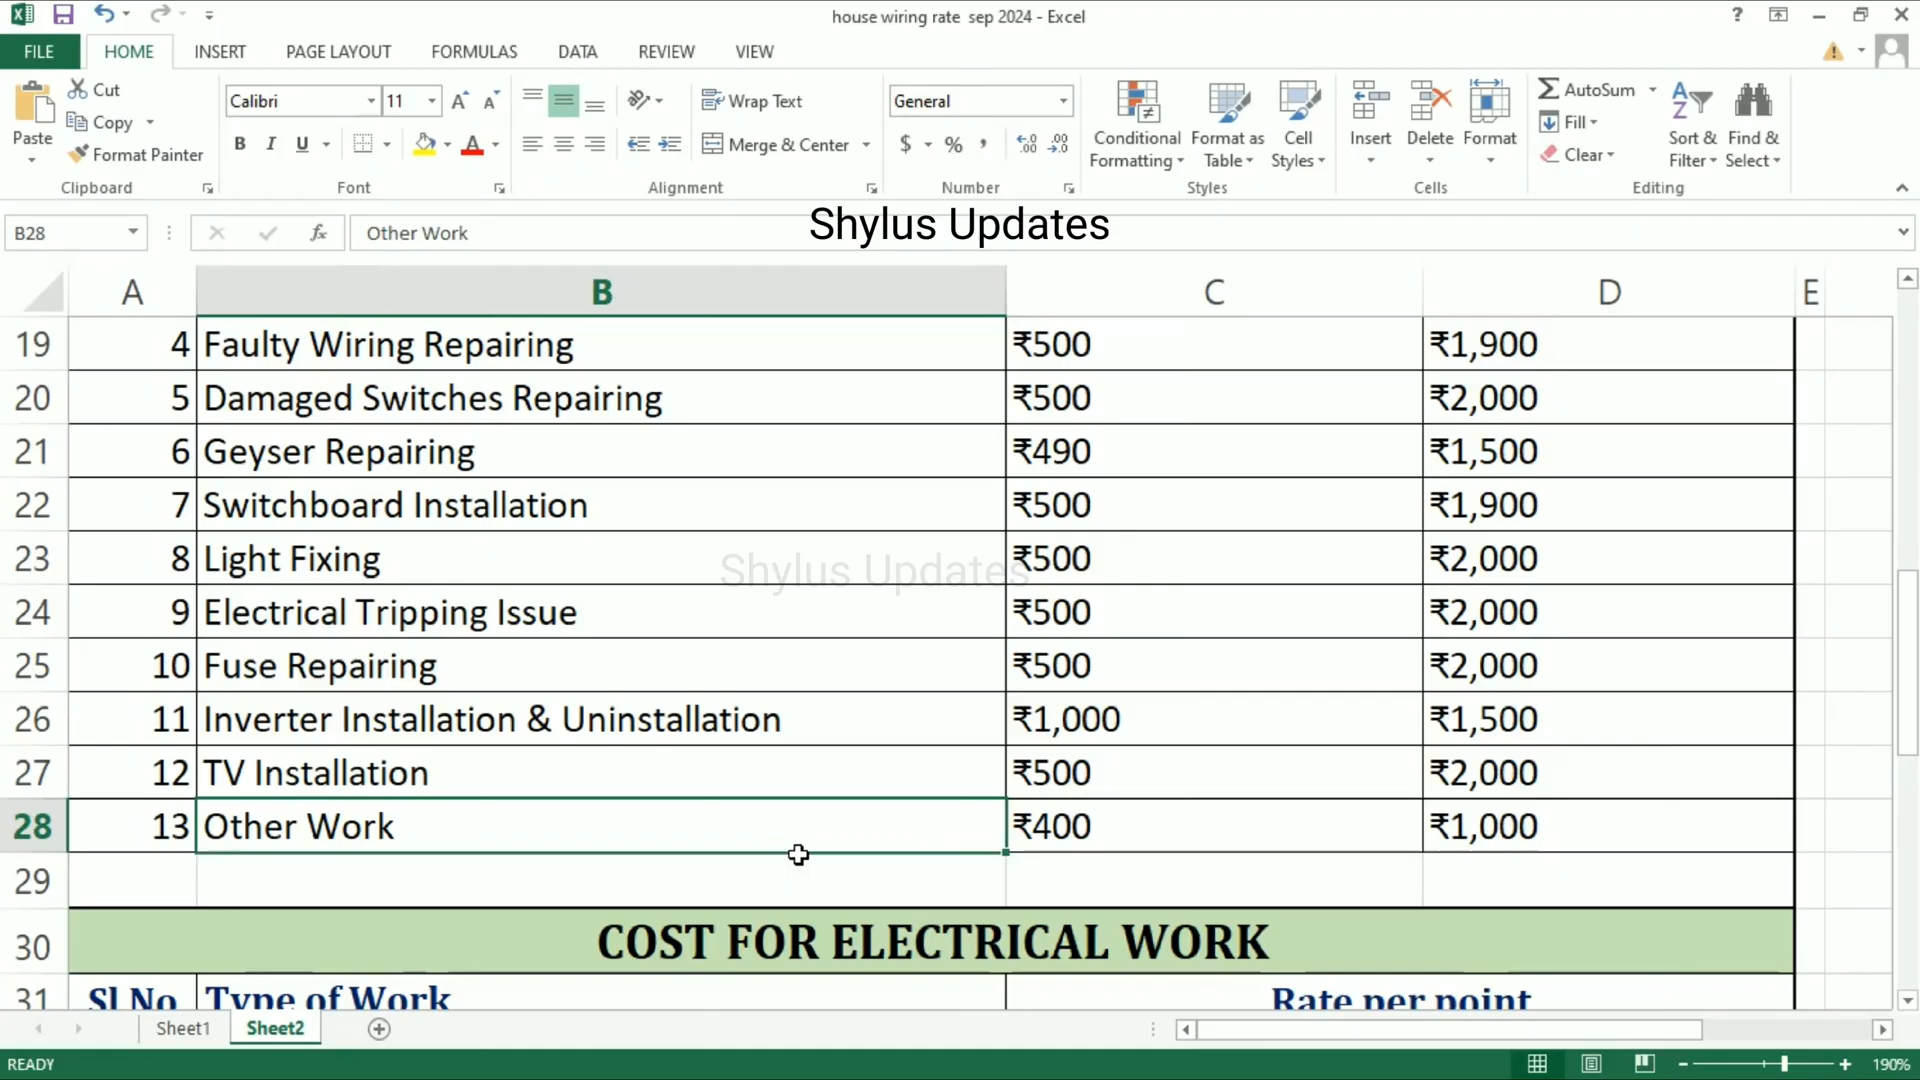 house wiring rate  sep 2024 - Excel
FILE HOME INSERT PAGE LAYOUT FORMULAS DATA REVIEW VIEW
Paste Cut Copy Format Painter
Clipboard
Calibri 11
B I U
Font
Wrap Text
Merge & Center
Alignment
General
$ % ,
Number
Conditional Formatting
Format as Table
Cell Styles
Styles
Insert Delete Format
Cells
AutoSum
Fill
Clear
Sort & Filter
Find & Select
Editing
B28 fx Other Work
Shylus Updates
A B C D E
19 4 Faulty Wiring Repairing ₹500 ₹1,900
20 5 Damaged Switches Repairing ₹500 ₹2,000
21 6 Geyser Repairing ₹490 ₹1,500
22 7 Switchboard Installation ₹500 ₹1,900
23 8 Light Fixing ₹500 ₹2,000
Shylus Updates
24 9 Electrical Tripping Issue ₹500 ₹2,000
25 10 Fuse Repairing ₹500 ₹2,000
26 11 Inverter Installation & Uninstallation ₹1,000 ₹1,500
27 12 TV Installation ₹500 ₹2,000
28 13 Other Work ₹400 ₹1,000
29
30 COST FOR ELECTRICAL WORK
31 Sl No Type of Work Rate per point
Sheet1 Sheet2
READY 190%